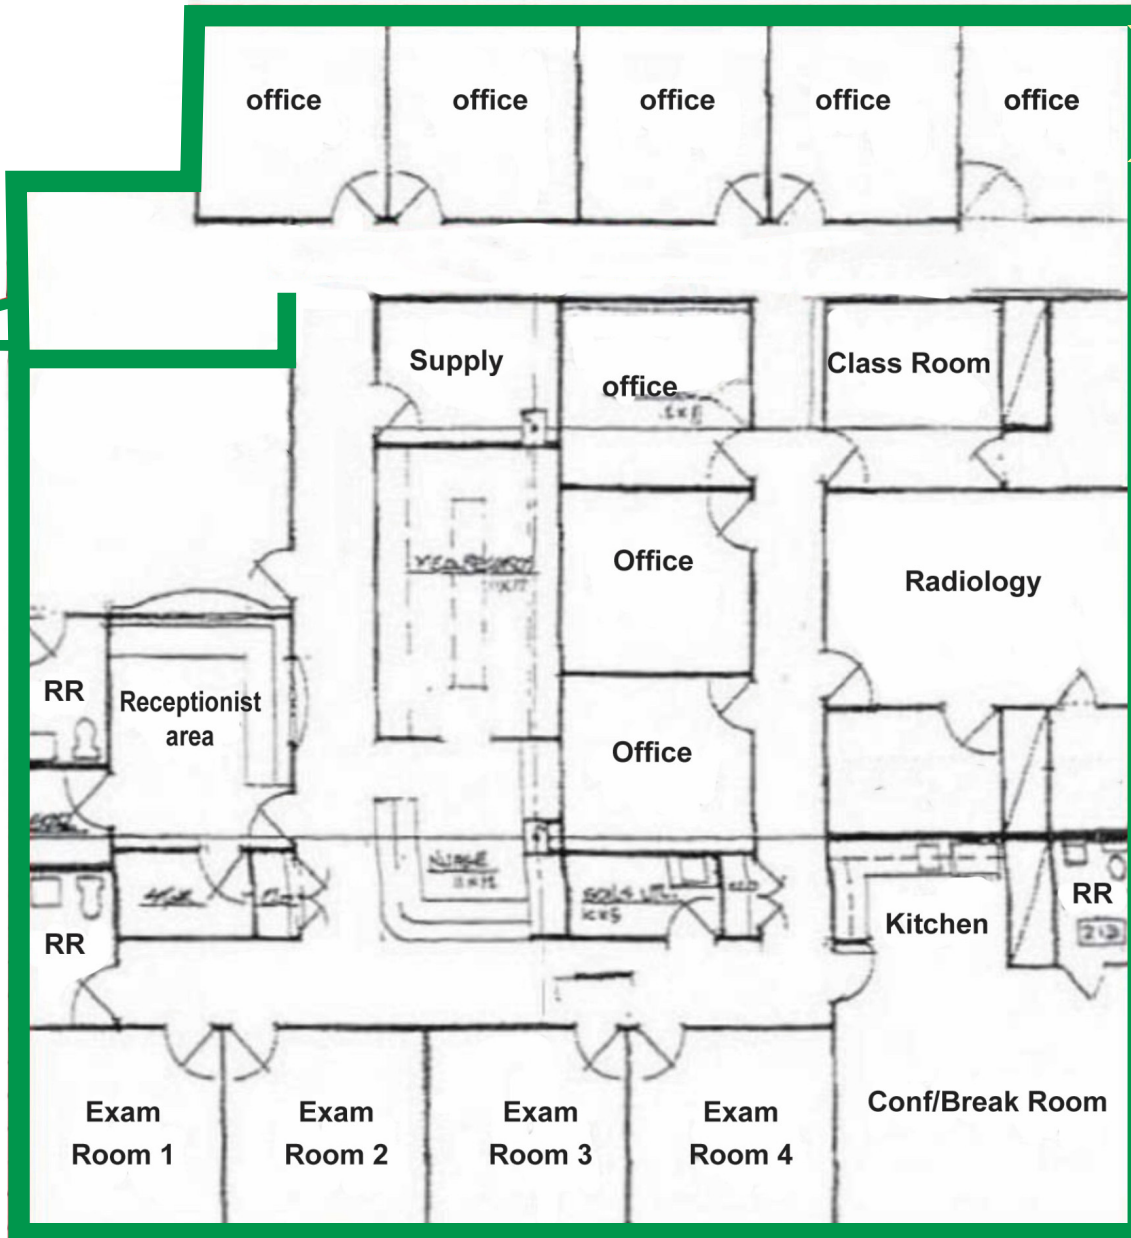 office
office
office
office
office
Supply
office
Class Room
Office
Radiology
RR
Receptionist
area
Office
RR
Kitchen
RR
Exam
Room 1
Exam
Room 2
Exam
Room 3
Exam
Room 4
Conf/Break Room